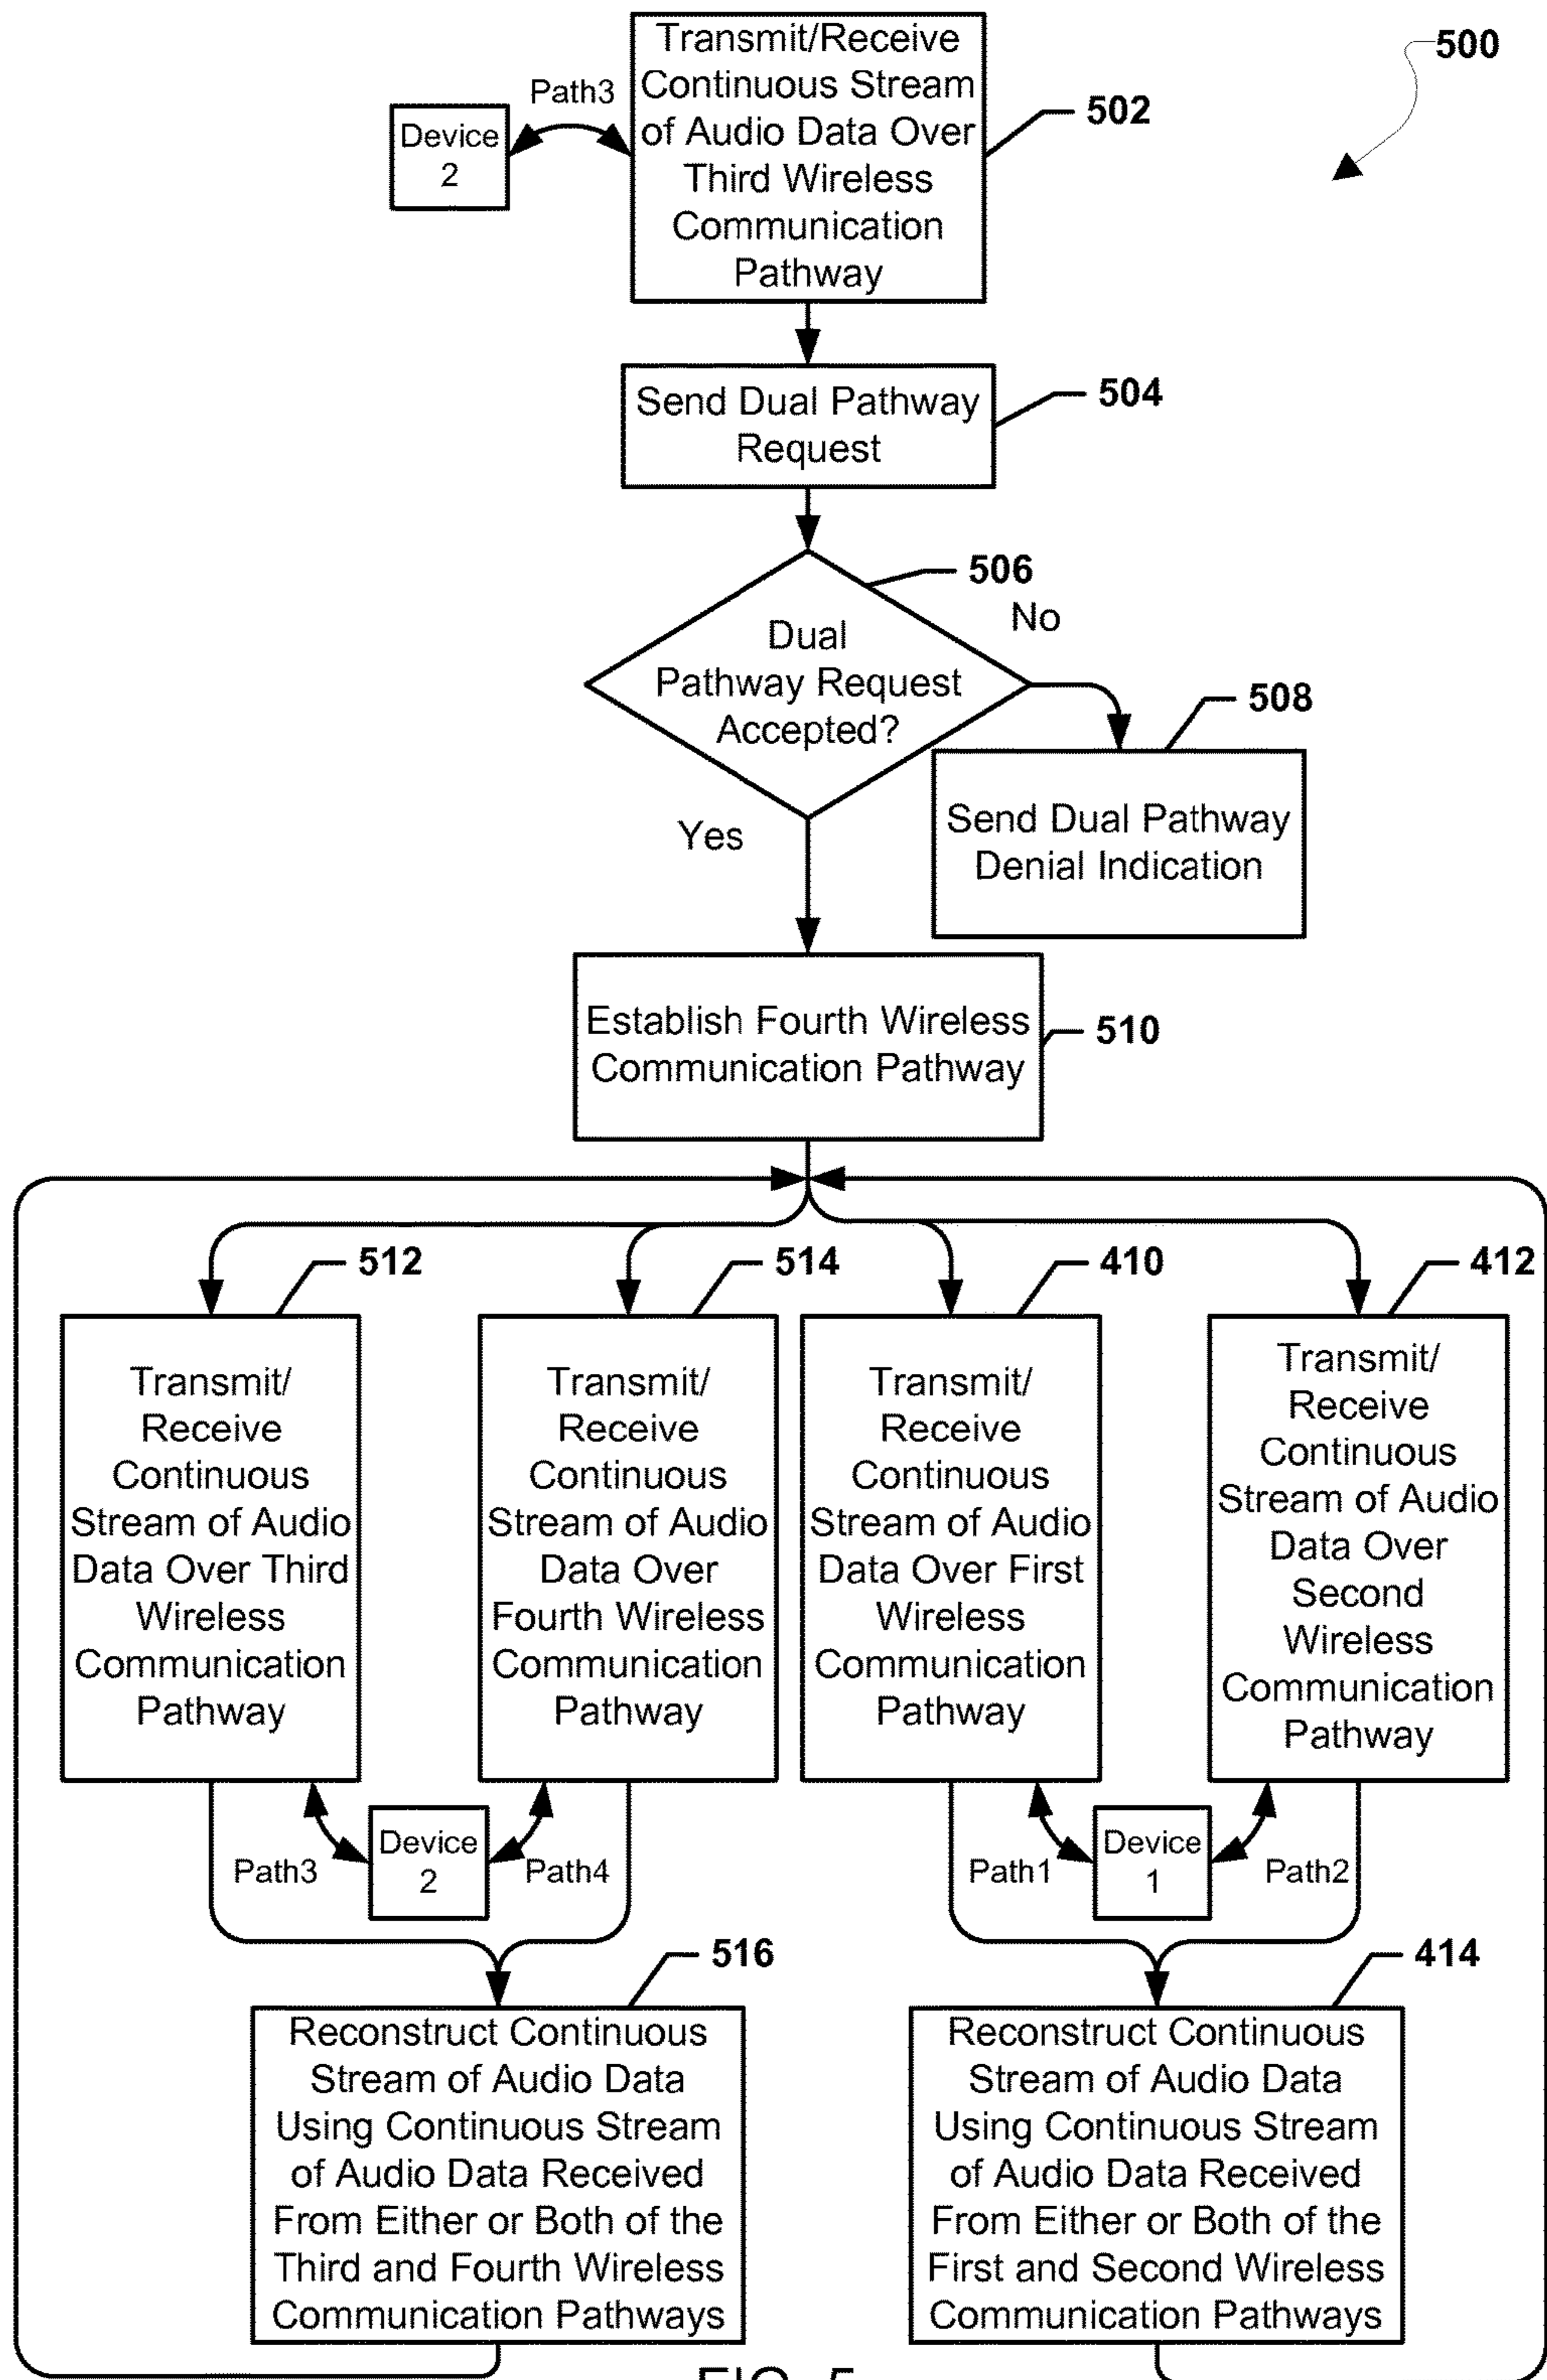 Transmit/Receive
Continuous Stream
of Audio Data Over
Third Wireless
Communication
Pathway
500
502
Path3
Device
2
Send Dual Pathway
Request
504
506
No
Dual
Pathway Request
Accepted?
508
Yes
Send Dual Pathway
Denial Indication
Establish Fourth Wireless
Communication Pathway
510
512
514
410
412
Transmit/
Receive
Continuous
Stream of Audio
Data Over Third
Wireless
Communication
Pathway
Transmit/
Receive
Continuous
Stream of Audio
Data Over
Fourth Wireless
Communication
Pathway
Transmit/
Receive
Continuous
Stream of Audio
Data Over First
Wireless
Communication
Pathway
Transmit/
Receive
Continuous
Stream of Audio
Data Over
Second
Wireless
Communication
Pathway
Path3
Device
2
Path4
Path1
Device
1
Path2
516
414
Reconstruct Continuous
Stream of Audio Data
Using Continuous Stream
of Audio Data Received
From Either or Both of the
Third and Fourth Wireless
Communication Pathways
Reconstruct Continuous
Stream of Audio Data
Using Continuous Stream
of Audio Data Received
From Either or Both of the
First and Second Wireless
Communication Pathways
FIG. 5